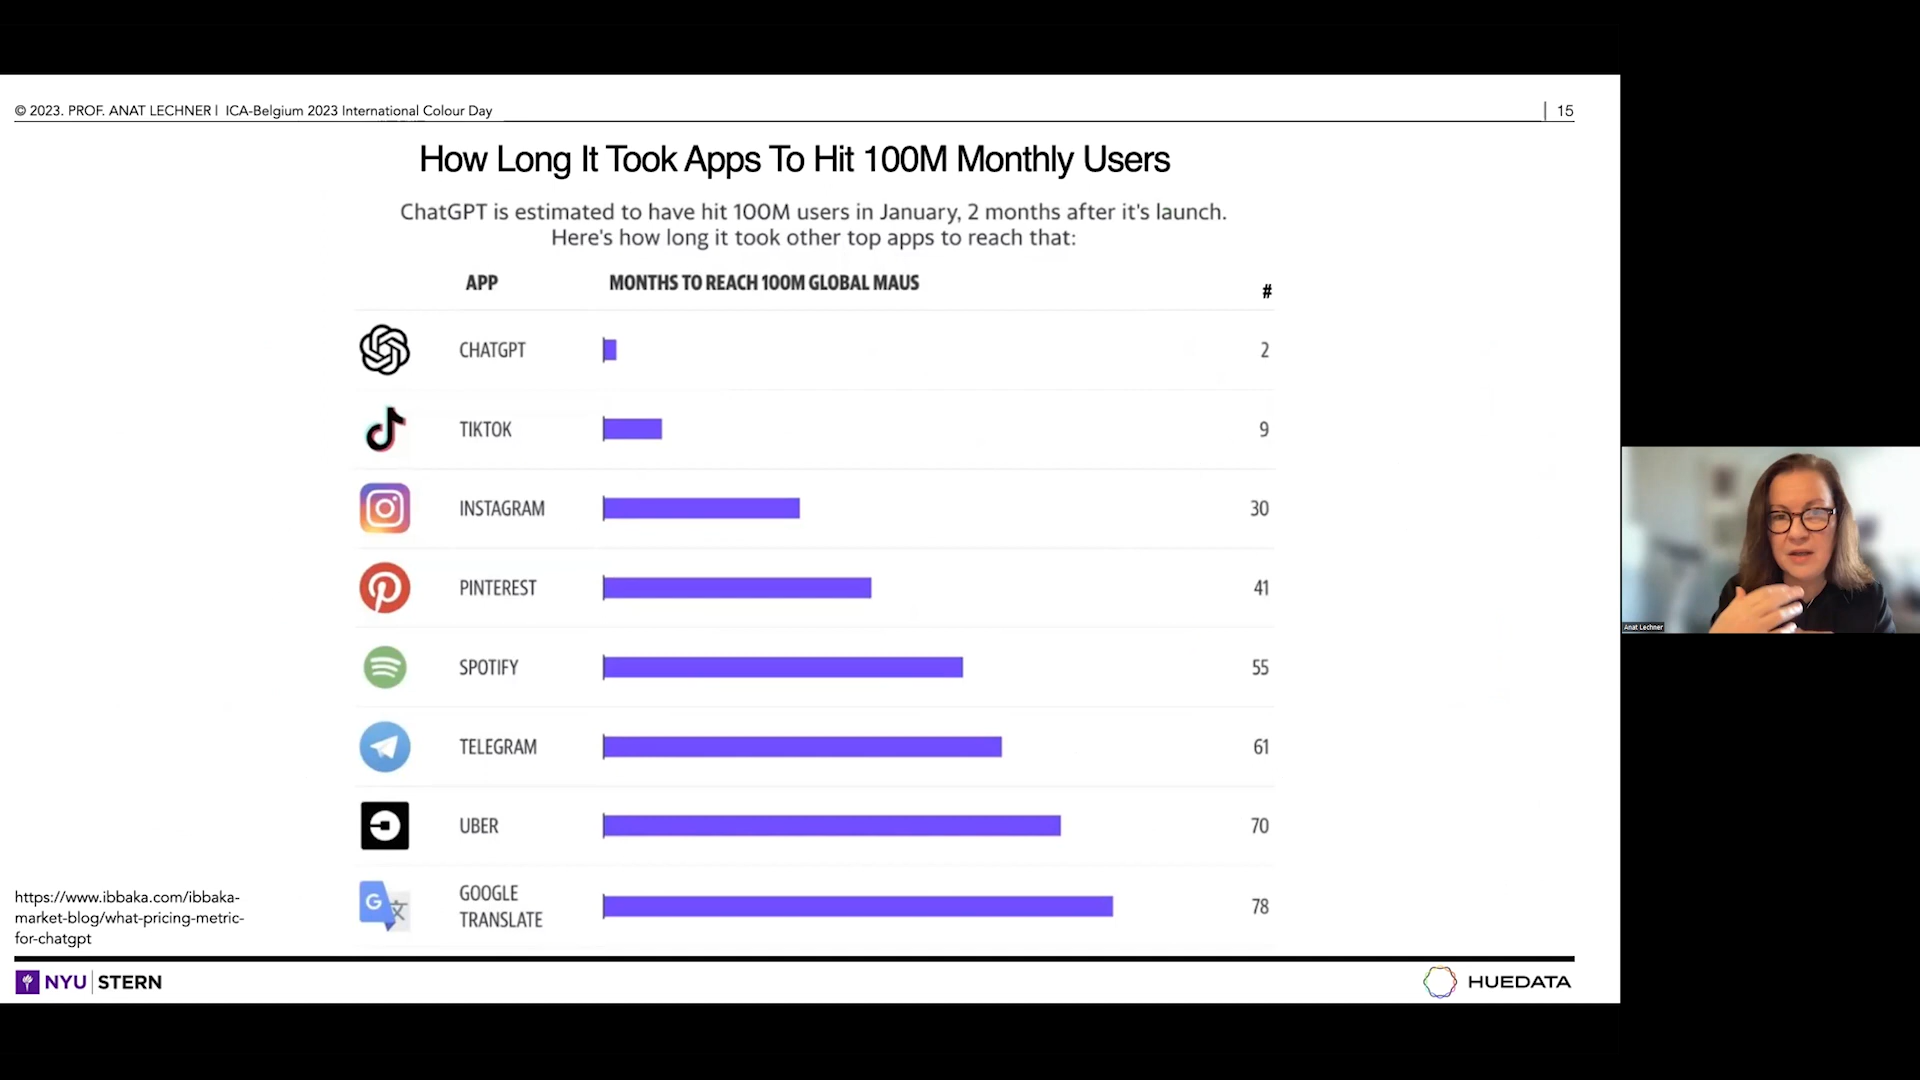 © 2023. PROF. ANAT LECHNER | ICA-Belgium 2023 International Colour Day
| 15
How Long It Took Apps To Hit 100M Monthly Users
ChatGPT is estimated to have hit 100M users in January, 2 months after it's launch.
Here's how long it took other top apps to reach that:
APP MONTHS TO REACH 100M GLOBAL MAUS #
CHATGPT 2
TIKTOK 9
INSTAGRAM 30
PINTEREST 41
SPOTIFY 55
TELEGRAM 61
UBER 70
GOOGLE
TRANSLATE 78
G 文
https://www.ibbaka.com/ibbaka-
market-blog/what-pricing-metric-
for-chatgpt
NYU | STERN
HUEDATA
Anat Lechner